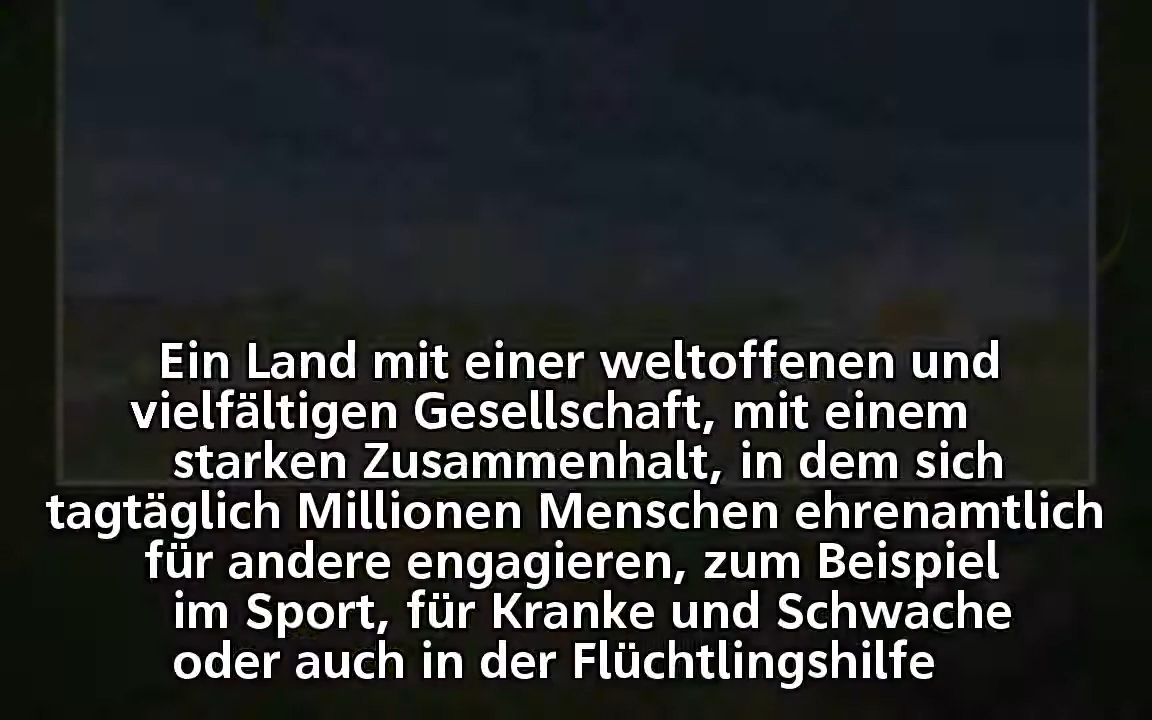 Ein Land mit einer weltoffenen und
vielfältigen Gesellschaft, mit einem
starken Zusammenhalt, in dem sich
tagtäglich Millionen Menschen ehrenamtlich
für andere engagieren, zum Beispiel
im Sport, für Kranke und Schwache
oder auch in der Flüchtlingshilfe